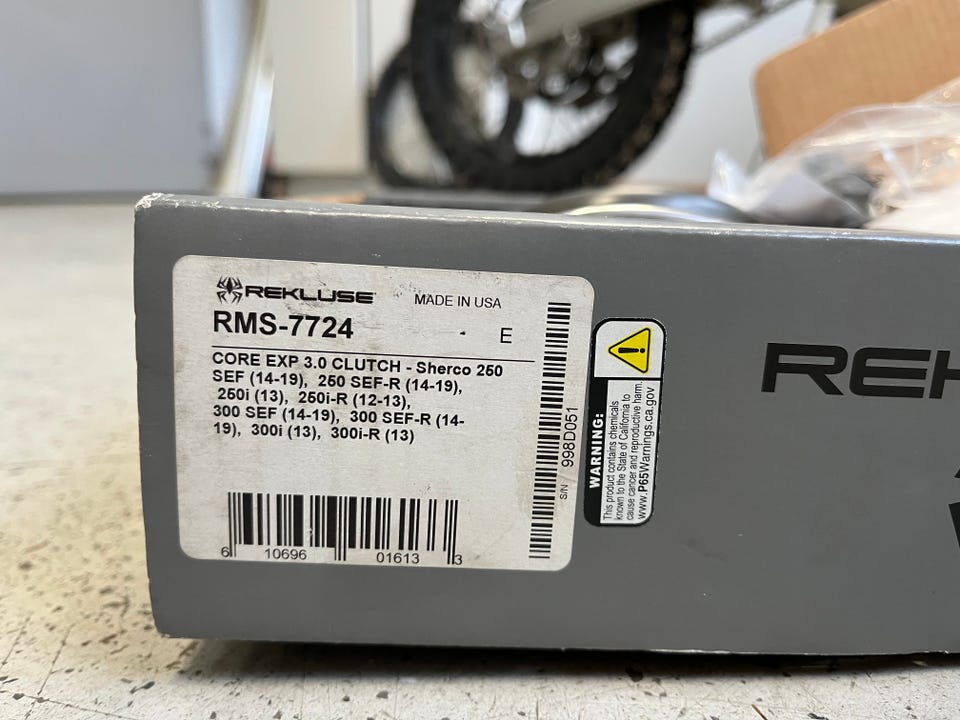 REKLUSE
MADE IN USA
RMS-7724
E
CORE EXP 3.0 CLUTCH - Sherco 250
SEF (14-19), 250 SEF-R (14-19),
250i (13), 250i-R (12-13),
300 SEF (14-19), 300 SEF-R (14-
19), 300i (13), 300i-R (13)
6 10696 01613 3
S/N 998D051
WARNING:
This product contains chemicals
known to the State of California to
cause cancer and reproductive harm.
www.P65Warnings.ca.gov
REK